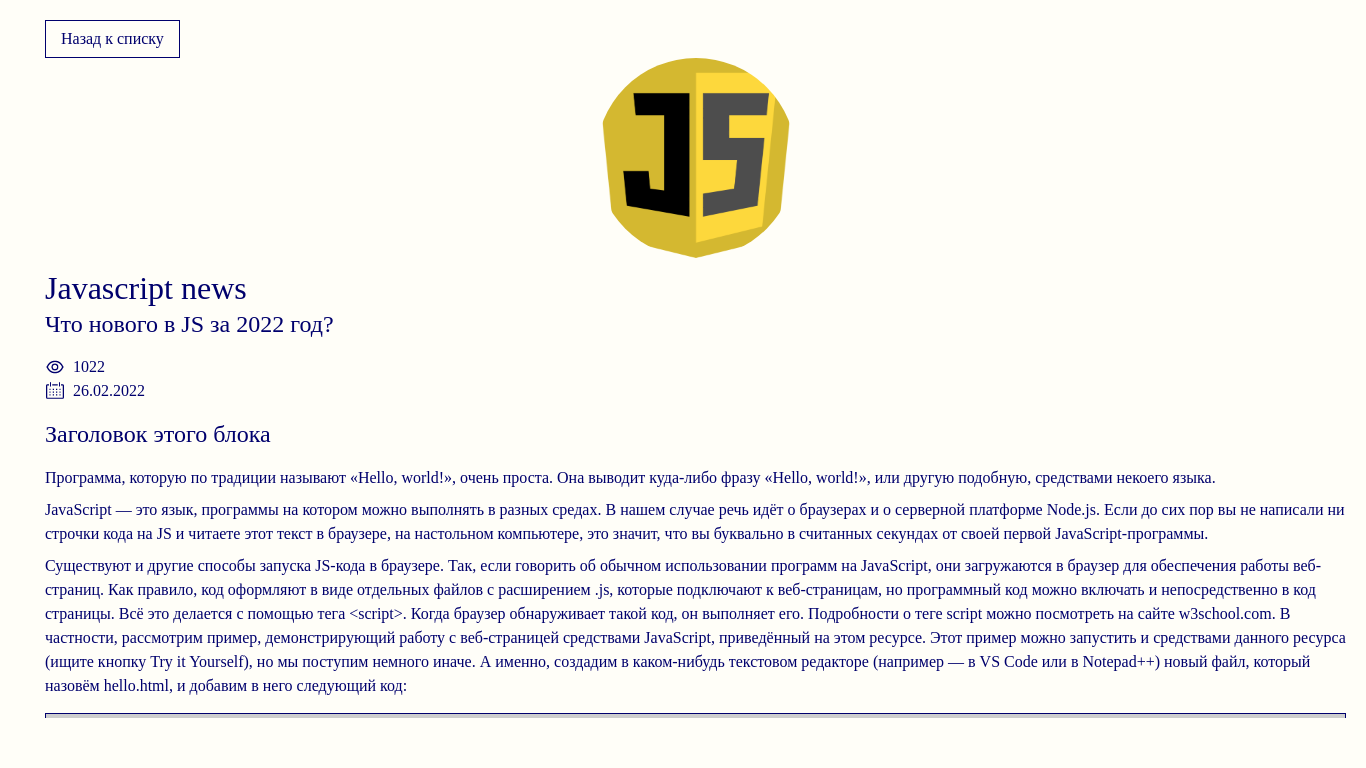 Назад к списку
JS
Javascript news
Что нового в JS за 2022 год?
1022
26.02.2022
Заголовок этого блока
Программа, которую по традиции называют «Hello, world!», очень проста. Она выводит куда-либо фразу «Hello, world!», или другую подобную, средствами некоего языка.
JavaScript — это язык, программы на котором можно выполнять в разных средах. В нашем случае речь идёт о браузерах и о серверной платформе Node.js. Если до сих пор вы не написали ни
строчки кода на JS и читаете этот текст в браузере, на настольном компьютере, это значит, что вы буквально в считанных секундах от своей первой JavaScript-программы.
Существуют и другие способы запуска JS-кода в браузере. Так, если говорить об обычном использовании программ на JavaScript, они загружаются в браузер для обеспечения работы веб-
страниц. Как правило, код оформляют в виде отдельных файлов с расширением .js, которые подключают к веб-страницам, но программный код можно включать и непосредственно в код
страницы. Всё это делается с помощью тега <script>. Когда браузер обнаруживает такой код, он выполняет его. Подробности о теге script можно посмотреть на сайте w3school.com. В
частности, рассмотрим пример, демонстрирующий работу с веб-страницей средствами JavaScript, приведённый на этом ресурсе. Этот пример можно запустить и средствами данного ресурса
(ищите кнопку Try it Yourself), но мы поступим немного иначе. А именно, создадим в каком-нибудь текстовом редакторе (например — в VS Code или в Notepad++) новый файл, который
назовём hello.html, и добавим в него следующий код: